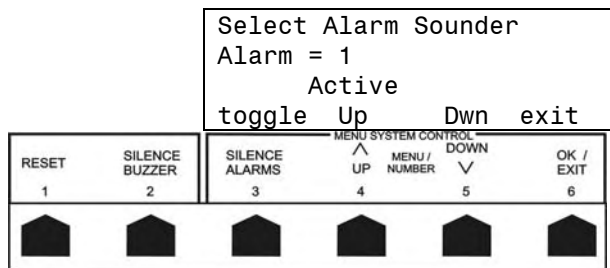 Select Alarm Sounder
Alarm = 1
Active
toggle Up Dwn exit
MENU SYSTEM CONTROL
RESET
1
SILENCE
BUZZER
2
SILENCE
ALARMS
3
UP
4
MENU /
NUMBER
DOWN
5
OK /
EXIT
6